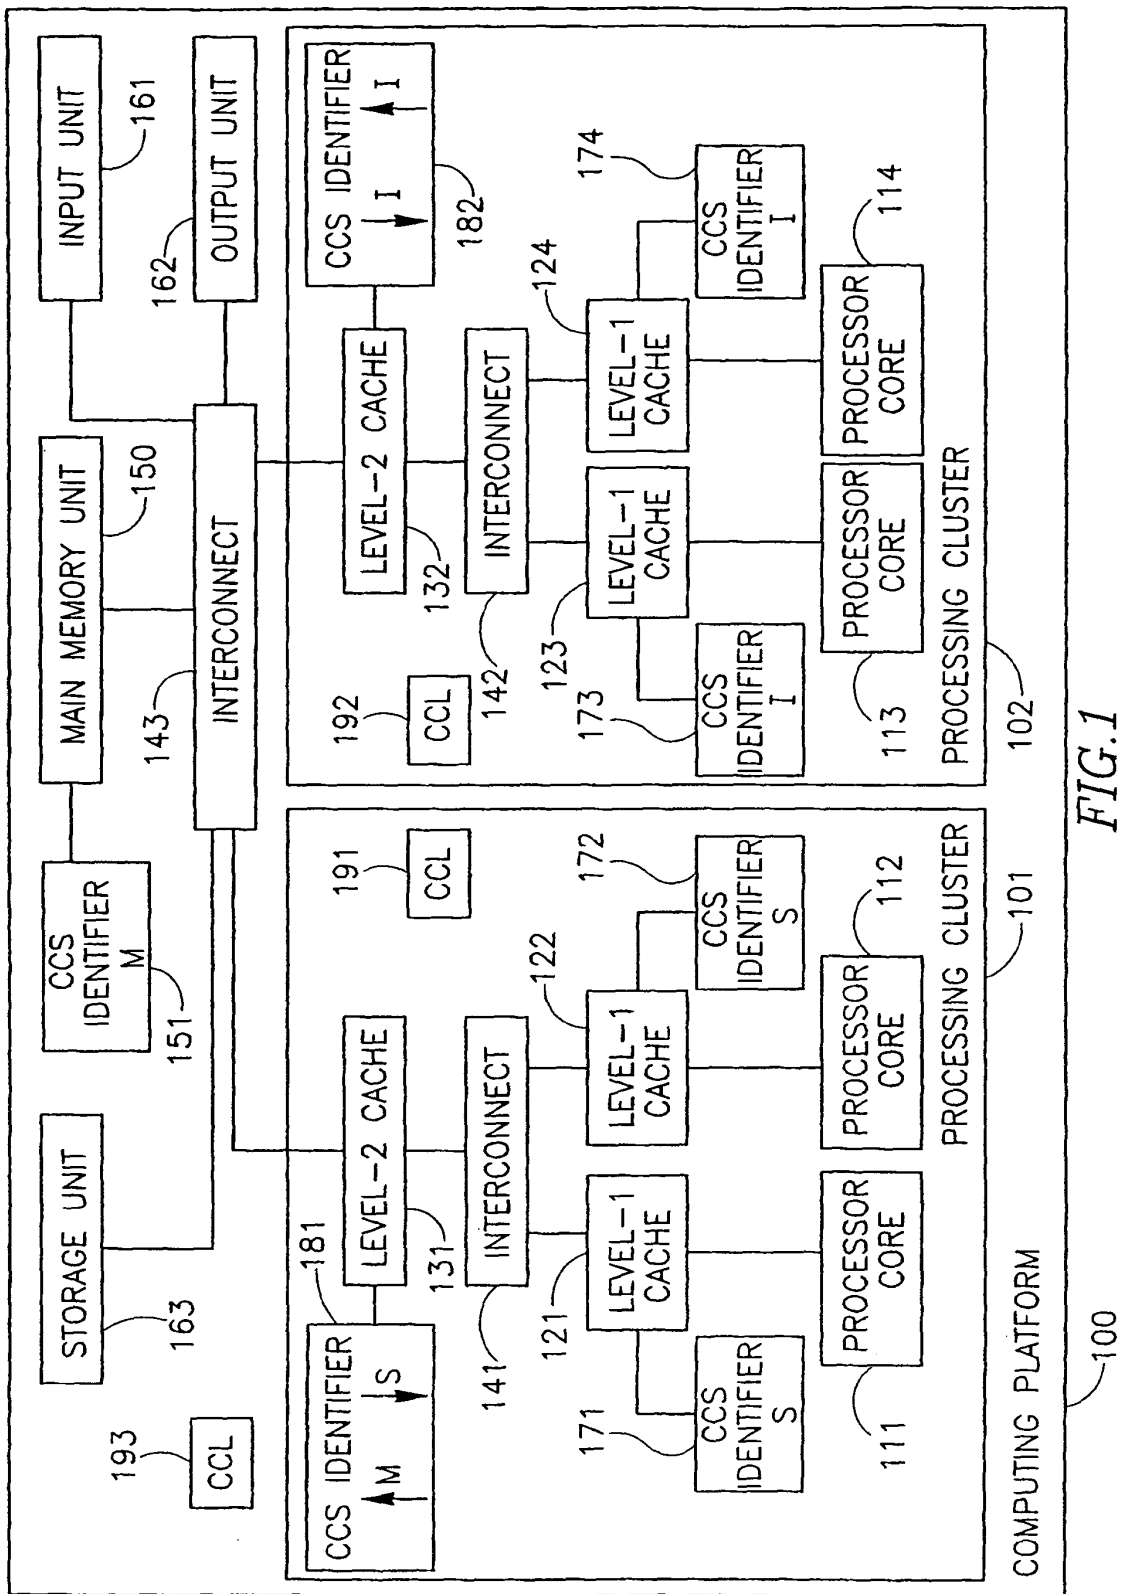 193
CCL
STORAGE UNIT
163
CCS
IDENTIFIER
M
151
MAIN MEMORY UNIT
150
INPUT UNIT
161
143
INTERCONNECT
162
OUTPUT UNIT
CCS IDENTIFIER
M
S
181
LEVEL-2 CACHE
131
191
CCL
141
INTERCONNECT
121
LEVEL-1
CACHE
122
LEVEL-1
CACHE
171
CCS
IDENTIFIER
S
172
CCS
IDENTIFIER
S
111
PROCESSOR
CORE
112
PROCESSOR
CORE
PROCESSING CLUSTER
101
192
CCL
LEVEL-2 CACHE
132
CCS IDENTIFIER
I
I
182
142
INTERCONNECT
123
LEVEL-1
CACHE
124
LEVEL-1
CACHE
173
CCS
IDENTIFIER
I
174
CCS
IDENTIFIER
I
113
PROCESSOR
CORE
114
PROCESSOR
CORE
PROCESSING CLUSTER
102
COMPUTING PLATFORM
100
FIG.1